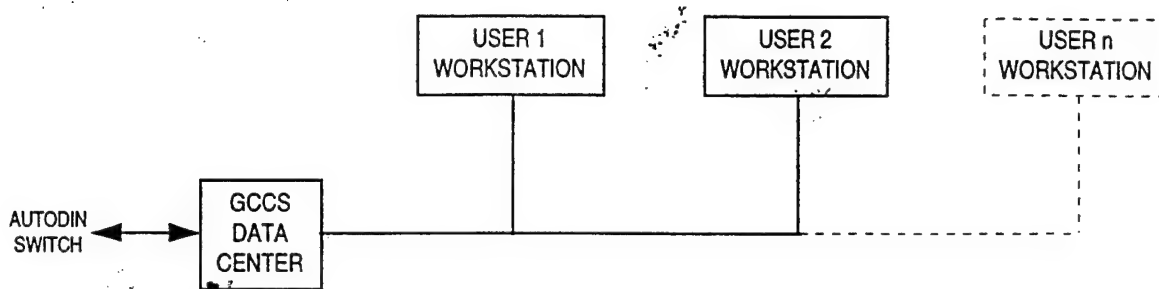 USER 1
WORKSTATION
USER 2
WORKSTATION
USER n
WORKSTATION
AUTODIN
SWITCH
GCCS
DATA
CENTER